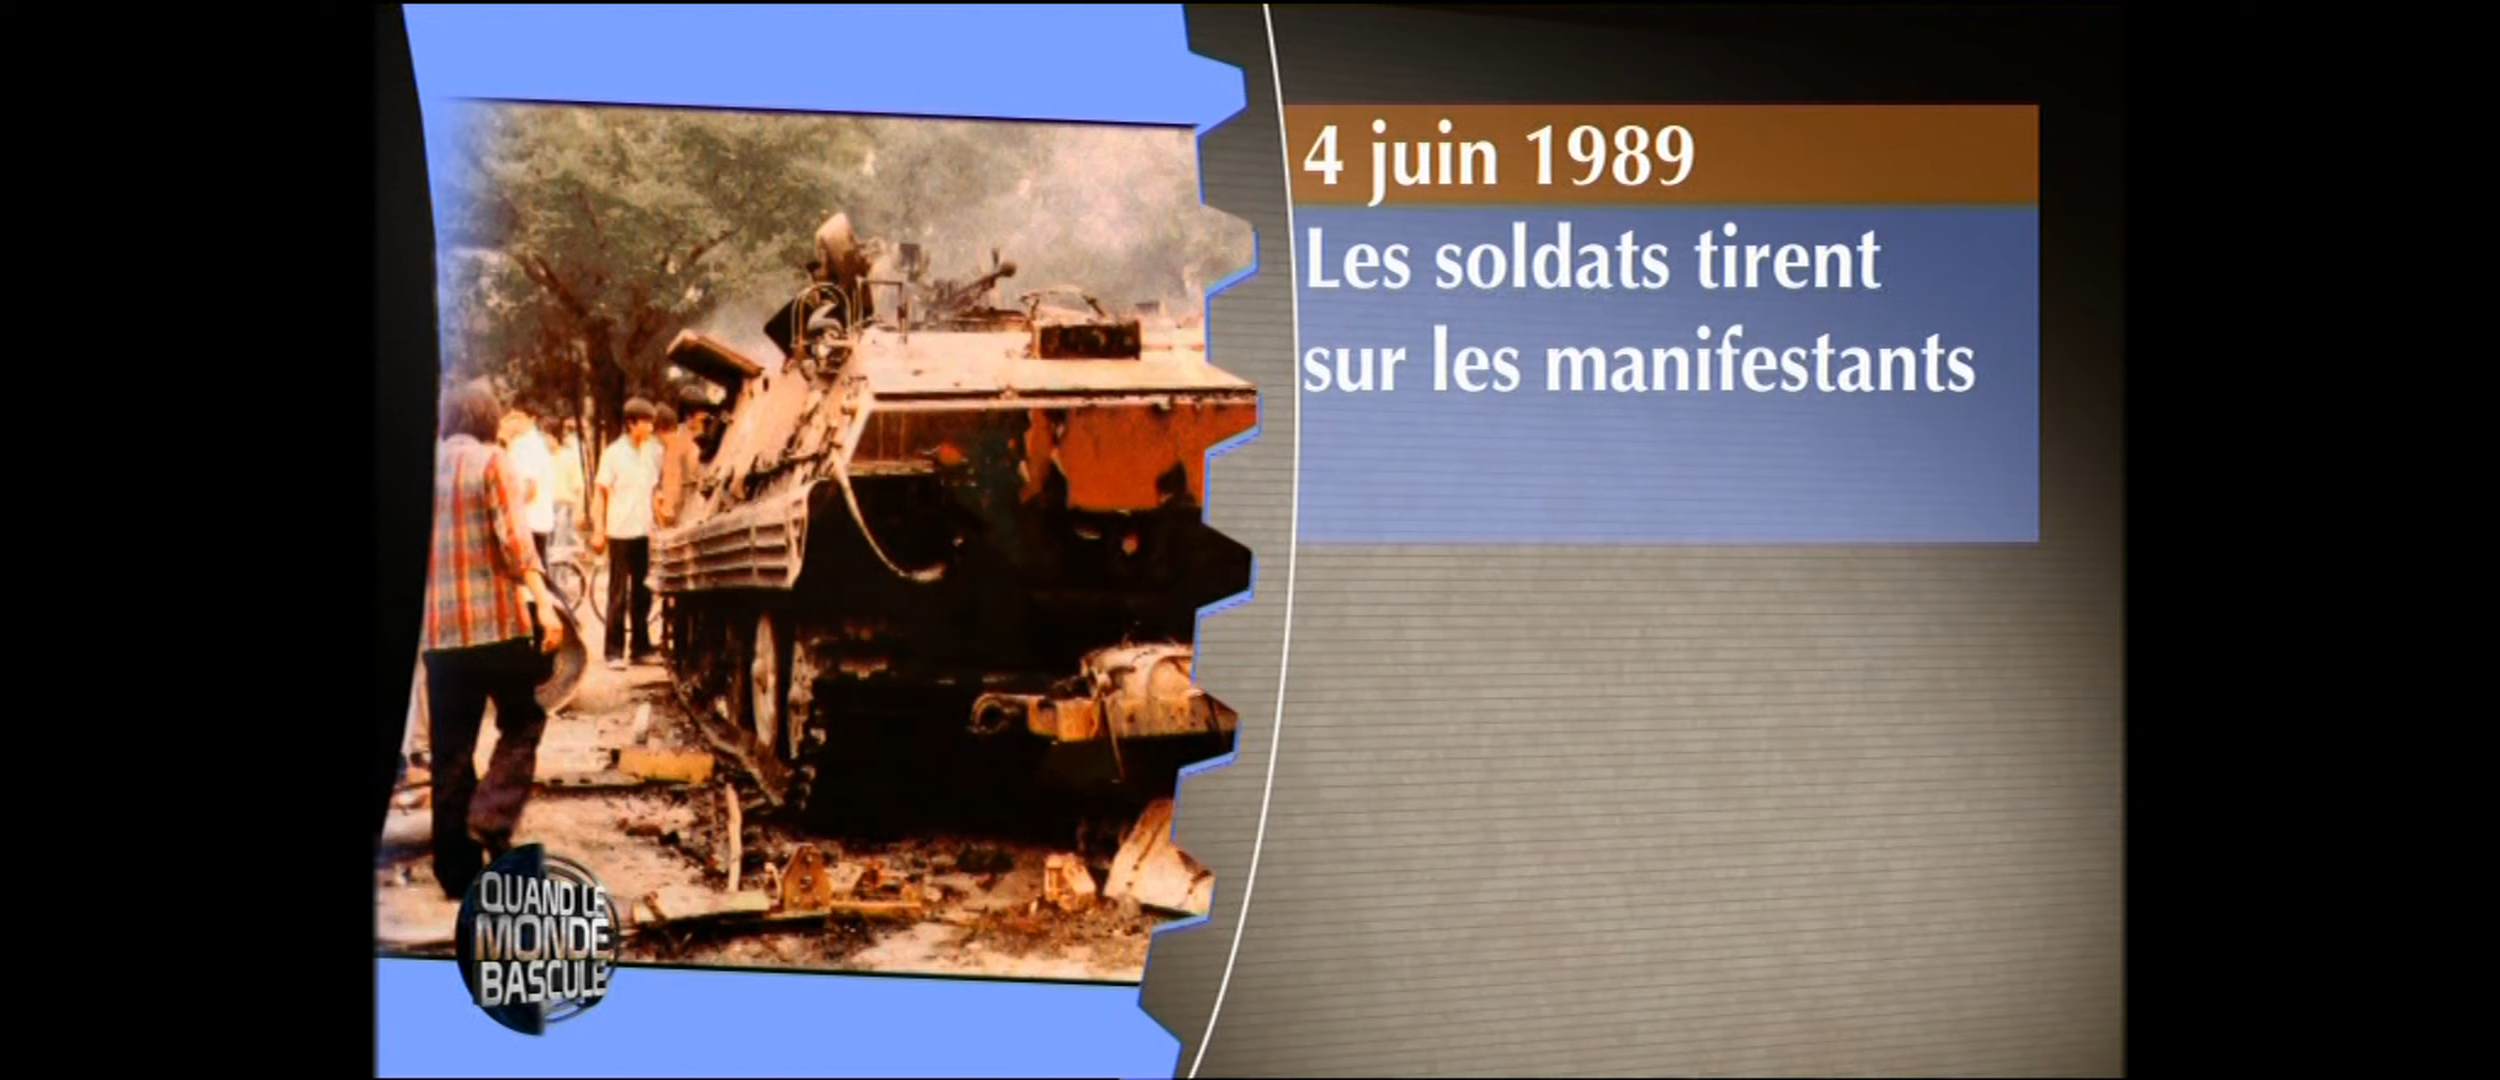 4 juin 1989
Les soldats tirent
sur les manifestants
QUAND LE
MONDE
BASCULE